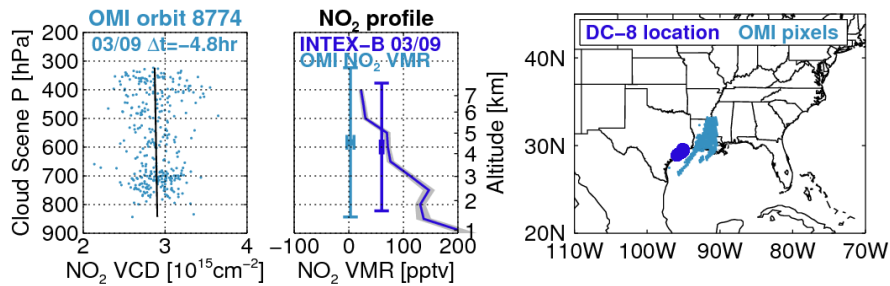 OMI orbit 8774
03/09 Δt=−4.8hr
Cloud Scene P [hPa]
200
300
400
500
600
700
800
900
2
3
4
NO₂ VCD [10¹⁵cm⁻²]
NO₂ profile
INTEX-B 03/09
OMI NO₂ VMR
7
6
5
4
3
2
1
Altitude [km]
−100
0
100
200
NO₂ VMR [pptv]
DC-8 location
OMI pixels
40N
30N
20N
110W
100W
90W
80W
70W